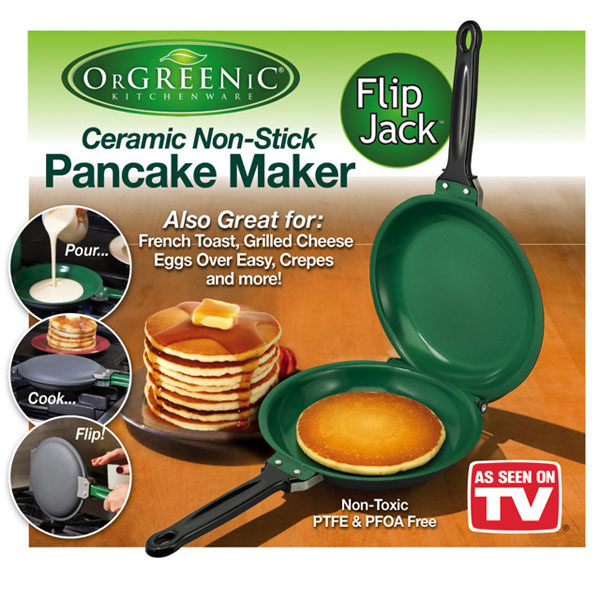 ORGREENIC®
KITCHENWARE
Flip
Jack™
Ceramic Non-Stick
Pancake Maker
Also Great for:
French Toast, Grilled Cheese
Eggs Over Easy, Crepes
and more!
Pour...
Cook...
Flip!
Non-Toxic
PTFE & PFOA Free
AS SEEN ON
TV®